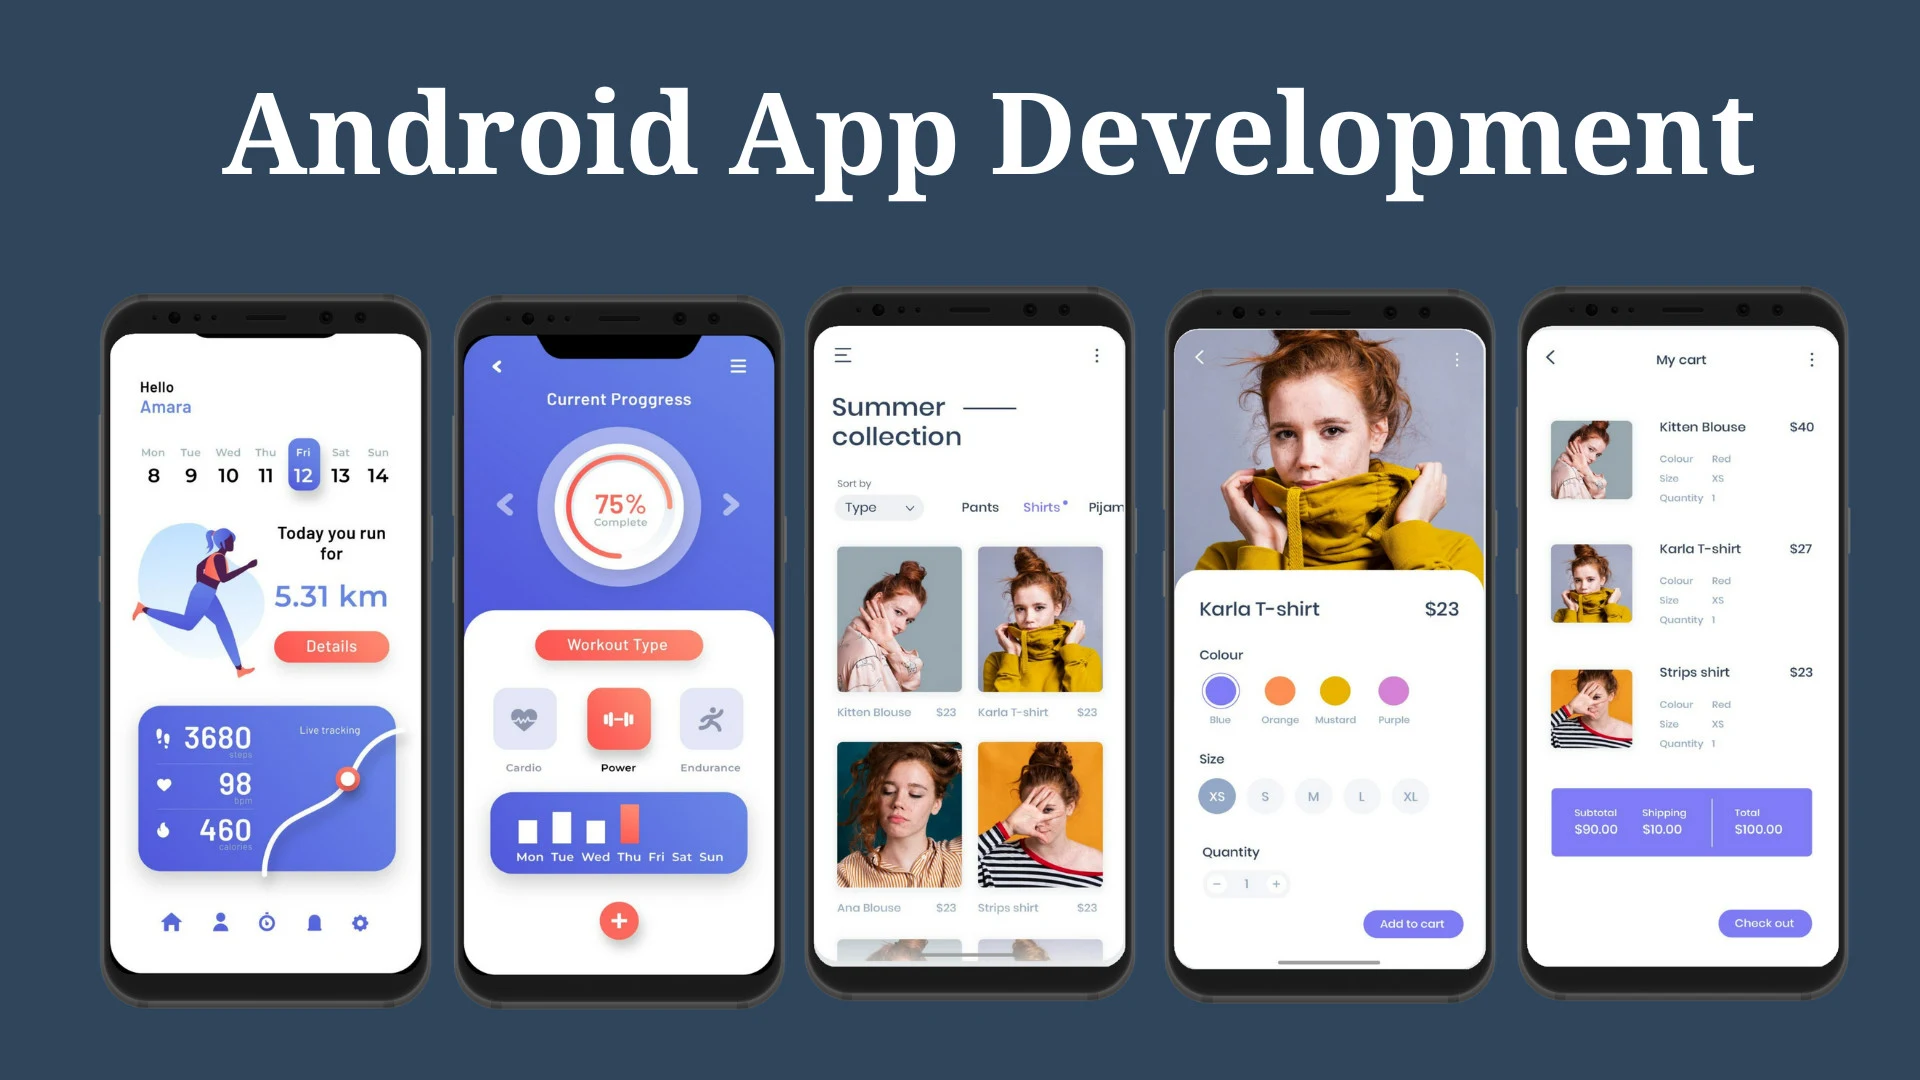 Android App Development
Hello
Amara
Mon Tue Wed Thu Fri Sat Sun
8 9 10 11 12 13 14
Today you run
for
5.31 km
Details
3680
steps
Live tracking
98
bpm
460
calories
Current Proggress
75%
Complete
Workout Type
Cardio Power Endurance
Mon Tue Wed Thu Fri Sat Sun
Summer
collection
Sort by
Type Pants Shirts Pijam
Kitten Blouse $23 Karla T-shirt $23
Ana Blouse $23 Strips shirt $23
Karla T-shirt $23
Colour
Blue Orange Mustard Purple
Size
XS S M L XL
Quantity
- 1 +
Add to cart
My cart
Kitten Blouse $40
Colour Red
Size XS
Quantity 1
Karla T-shirt $27
Colour Red
Size XS
Quantity 1
Strips shirt $23
Colour Red
Size XS
Quantity 1
Subtotal Shipping Total
$90.00 $10.00 $100.00
Check out